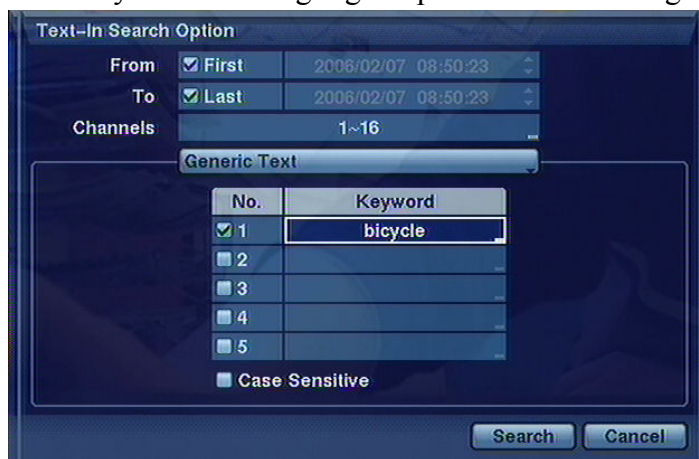 Text-In Search Option
From First 2006/02/07 08:50:23
To Last 2006/02/07 08:50:23
Channels 1~16
Generic Text
No. Keyword
1 bicycle
2
3
4
5
Case Sensitive
Search Cancel